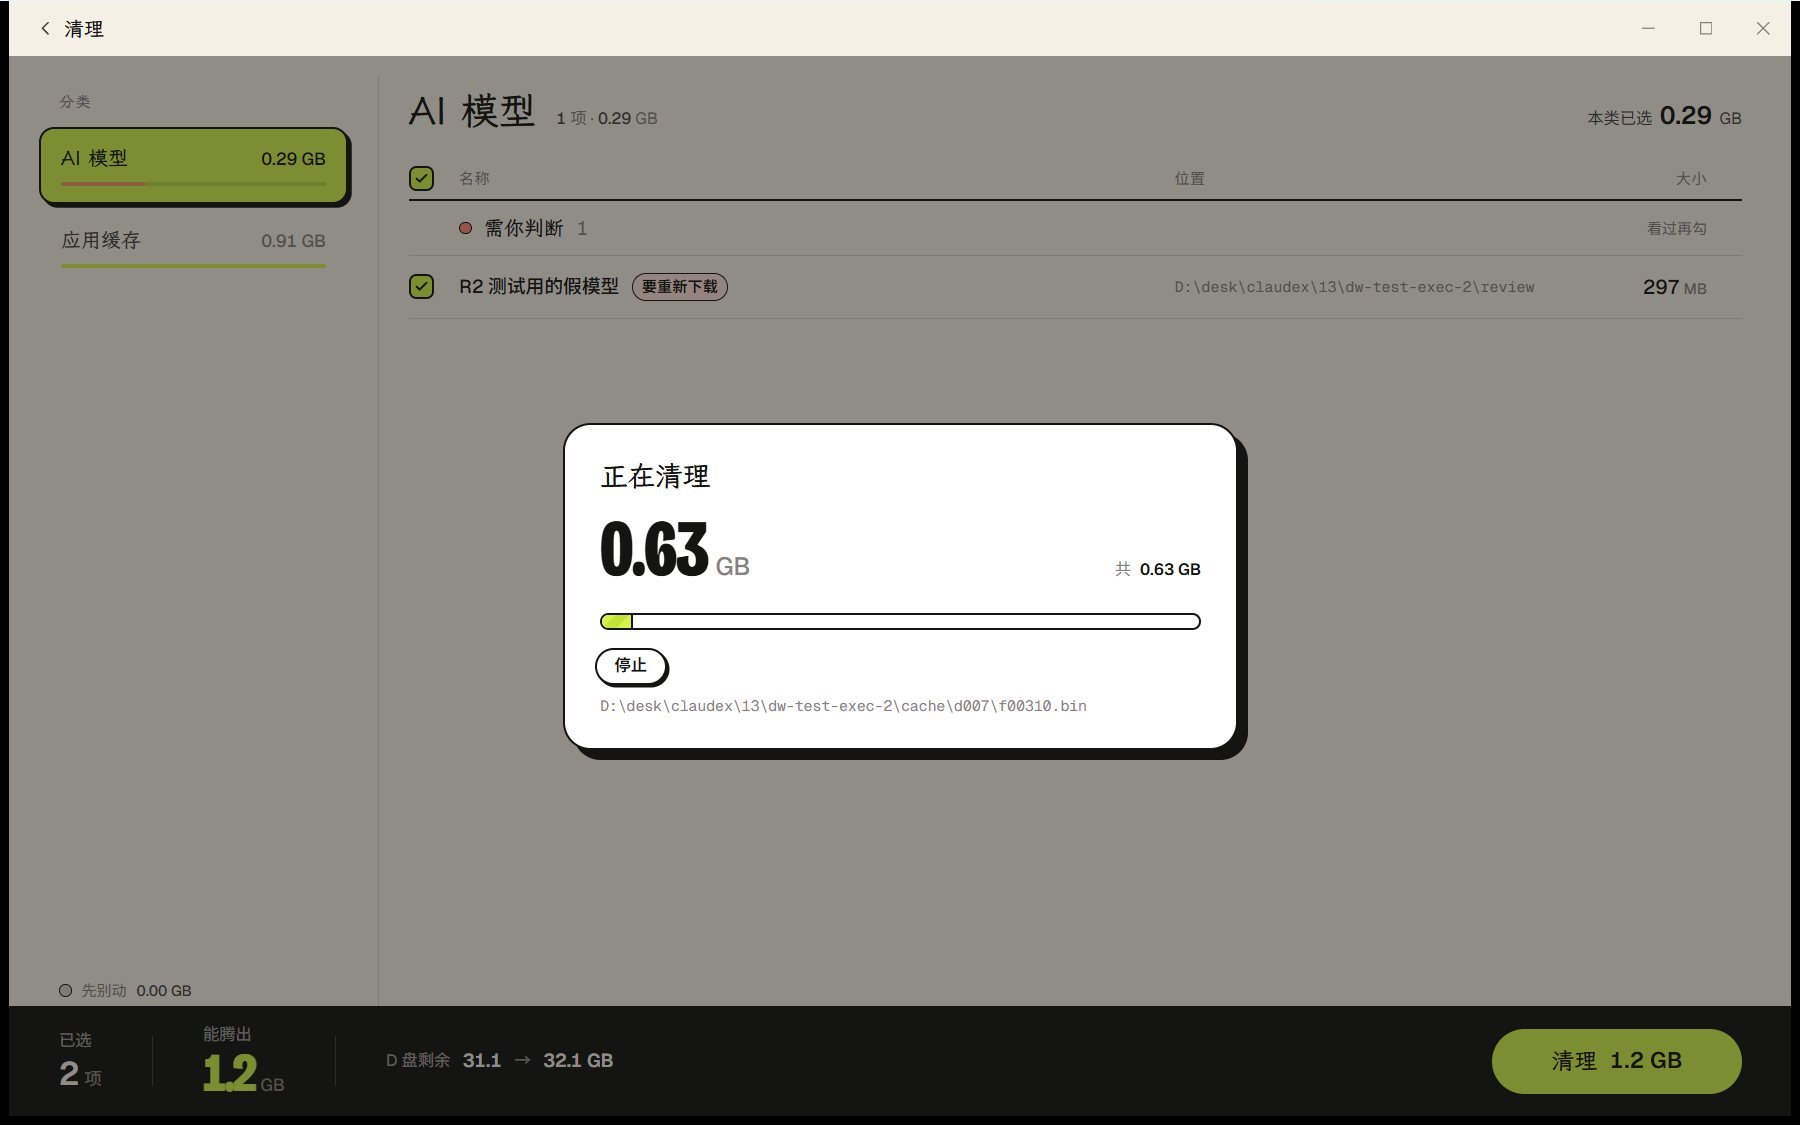 清理
分类
AI 模型 0.29 GB
应用缓存 0.91 GB
先别动 0.00 GB
AI 模型 1 项 · 0.29 GB
本类已选 0.29 GB
名称 位置 大小
需你判断 1 看过再勾
R2 测试用的假模型 要重新下载 D:\desk\claudex\13\dw-test-exec-2\review 297 MB
正在清理
0.63 GB 共 0.63 GB
停止
D:\desk\claudex\13\dw-test-exec-2\cache\d007\f00310.bin
已选
2 项
能腾出
1.2 GB
D 盘剩余 31.1 → 32.1 GB
清理 1.2 GB